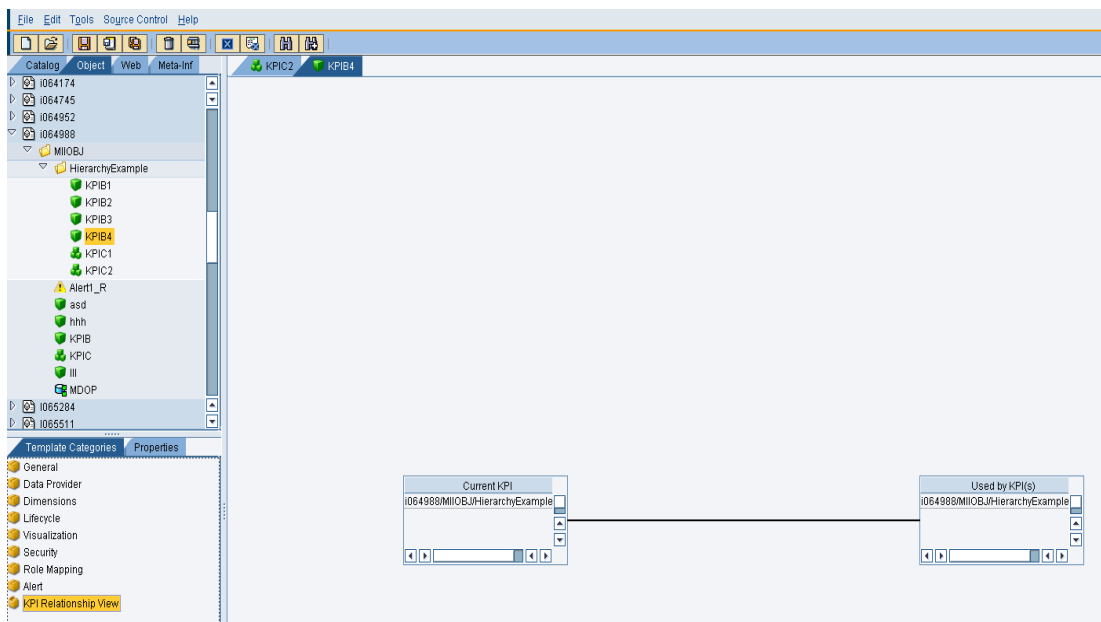 File Edit Tools Source Control Help
Catalog Object Web Meta-Inf
KPIC2 KPIB4
i064174
i064745
i064952
i064988
MIIOBJ
HierarchyExample
KPIB1
KPIB2
KPIB3
KPIB4
KPIC1
KPIC2
Alert1_R
asd
hhh
KPIB
KPIC
lll
MDOP
I065284
I065511
Template Categories Properties
General
Data Provider
Dimensions
Lifecycle
Visualization
Security
Role Mapping
Alert
KPI Relationship View
Current KPI
i064988/MIIOBJ/HierarchyExample
Used by KPI(s)
i064988/MIIOBJ/HierarchyExample